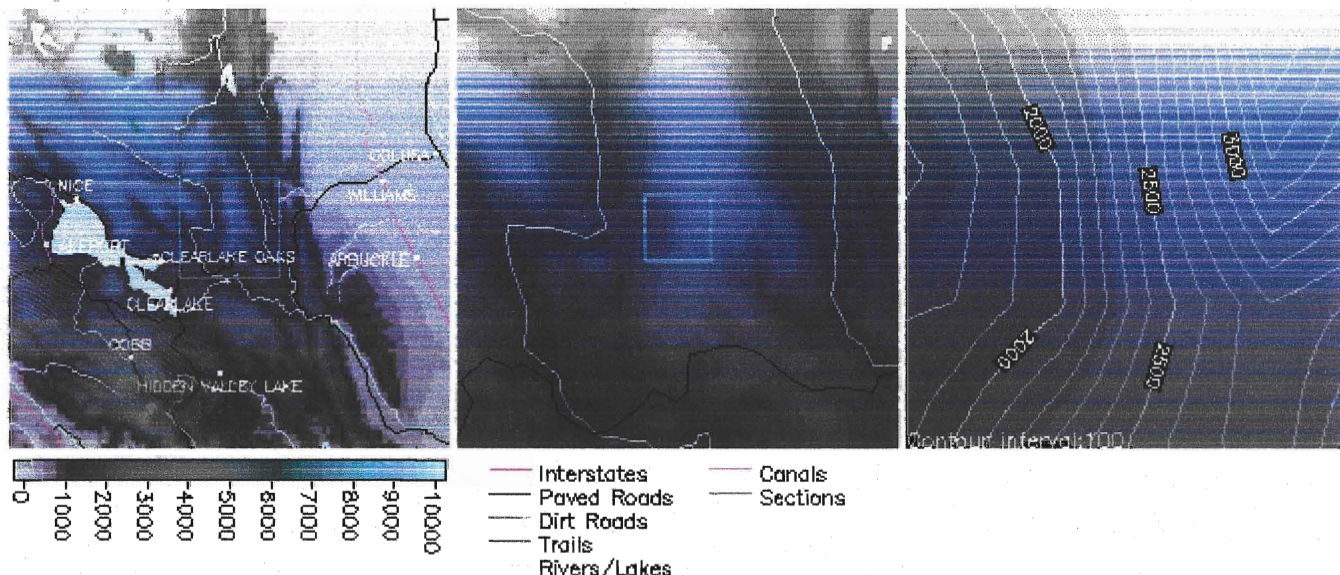 COLUSA
WILLIAMS
NICE
LAKEPORT
CLEARLAKE OAKS
ARBUCKLE
CLEARLAKE
COBB
HIDDEN VALLEY LAKE
2000
2500
3500
2000
2500
Contour interval:100
0
1000
2000
3000
4000
5000
6000
7000
8000
9000
10000
Interstates
Paved Roads
Dirt Roads
Trails
Rivers/Lakes
Canals
Sections